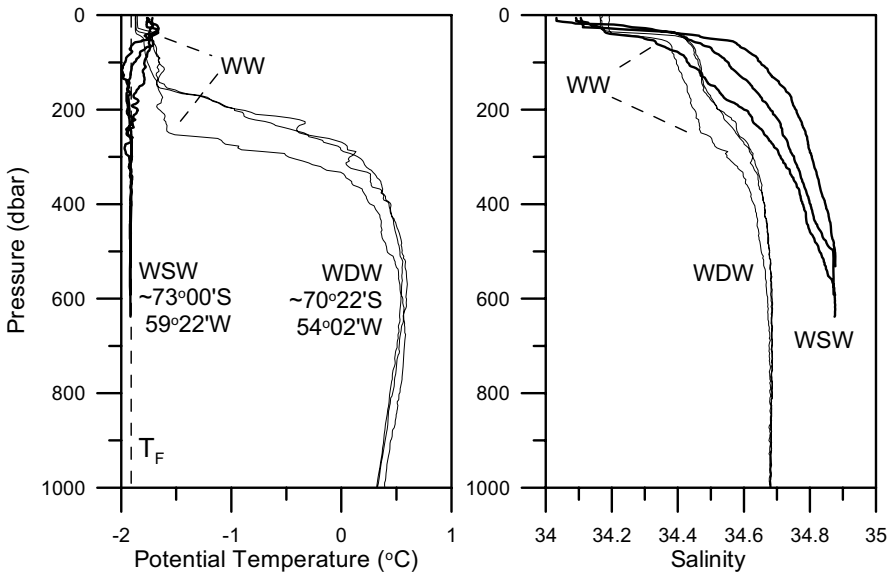 0
200
400
600
800
1000
Pressure (dbar)
-2
-1
0
1
Potential Temperature (°C)
WW
WSW
~73°00'S
59°22'W
WDW
~70°22'S
54°02'W
T_F
0
200
400
600
800
1000
34
34.2
34.4
34.6
34.8
35
Salinity
WW
WDW
WSW